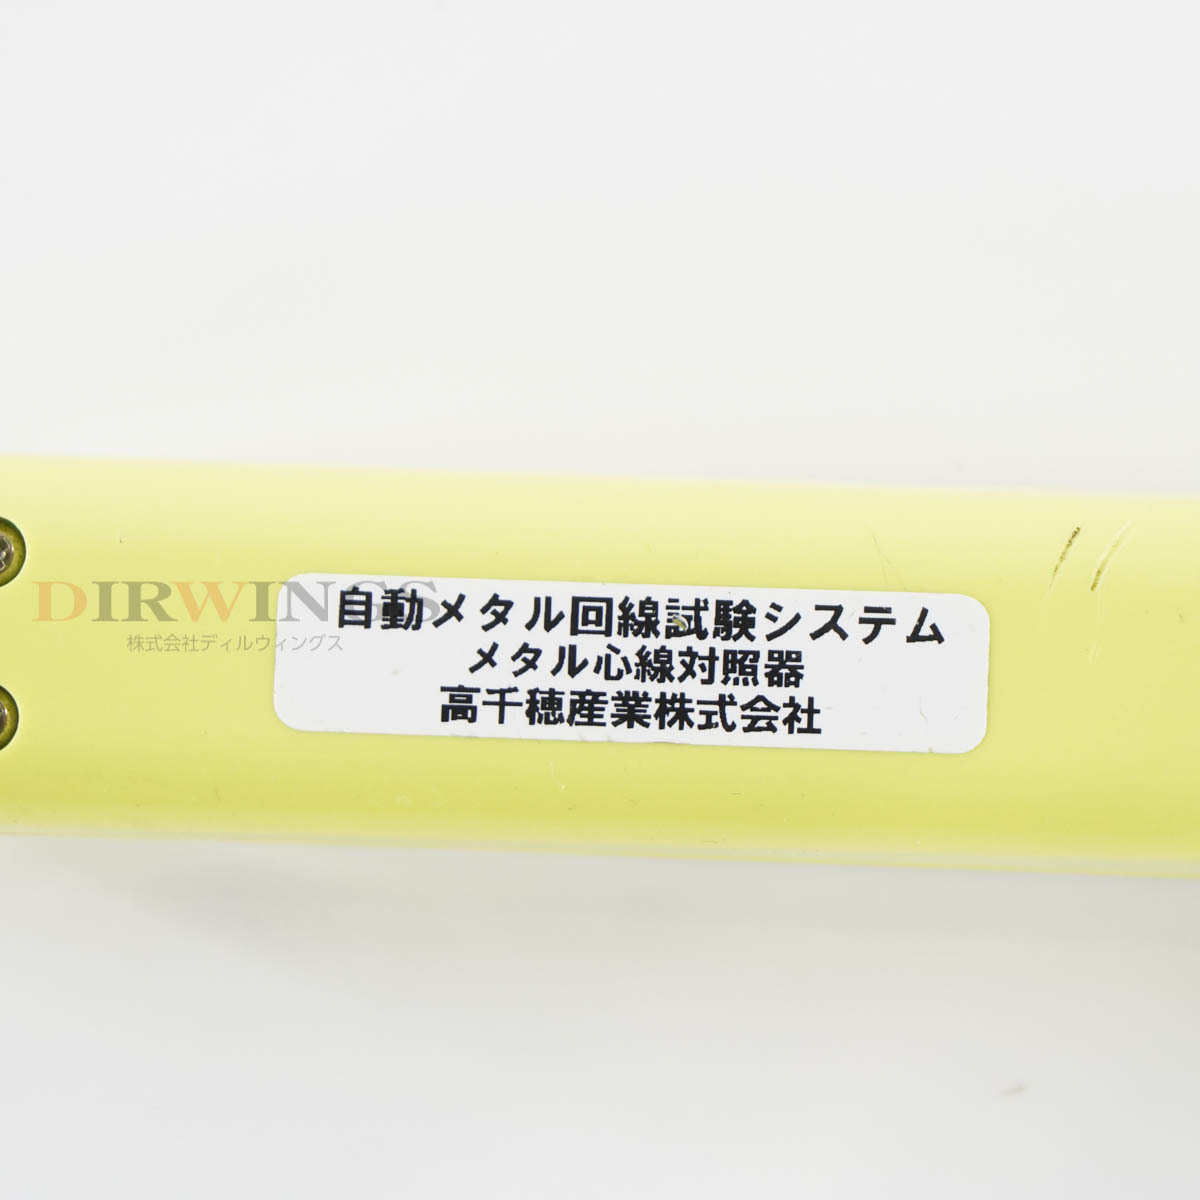 DIRWINGS
株式会社ディルウィングス
自動メタル回線試験システム
メタル心線対照器
高千穂産業株式会社